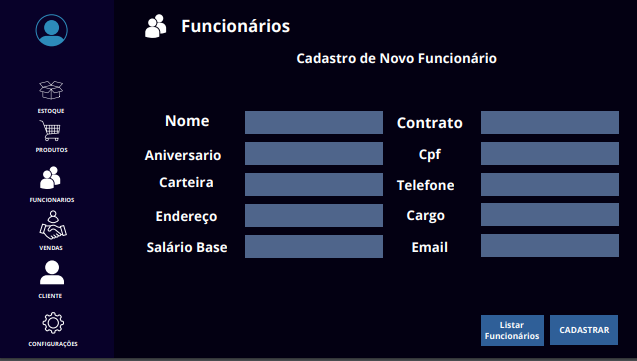 Funcionários
Cadastro de Novo Funcionário
ESTOQUE
PRODUTOS
FUNCIONARIOS
VENDAS
CLIENTE
CONFIGURAÇÕES
Nome
Contrato
Aniversario
Cpf
Carteira
Telefone
Endereço
Cargo
Salário Base
Email
Listar
Funcionários
CADASTRAR